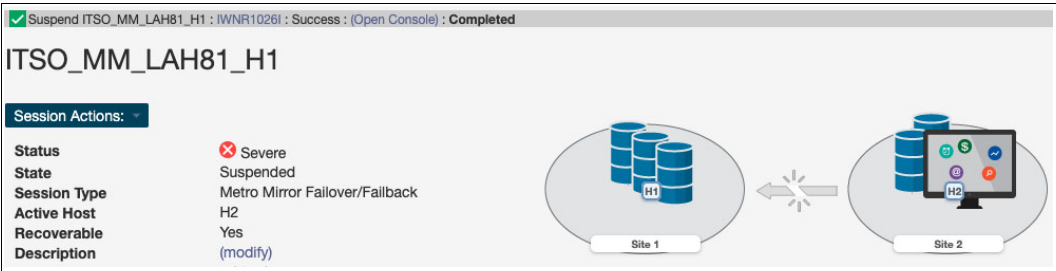 Suspend ITSO_MM_LAH81_H1 : IWNR1026I : Success : (Open Console) : Completed
ITSO_MM_LAH81_H1
Session Actions:
Status Severe
State Suspended
Session Type Metro Mirror Failover/Failback
Active Host H2
Recoverable Yes
Description (modify)
H1
Site 1
$
@
H2
Site 2